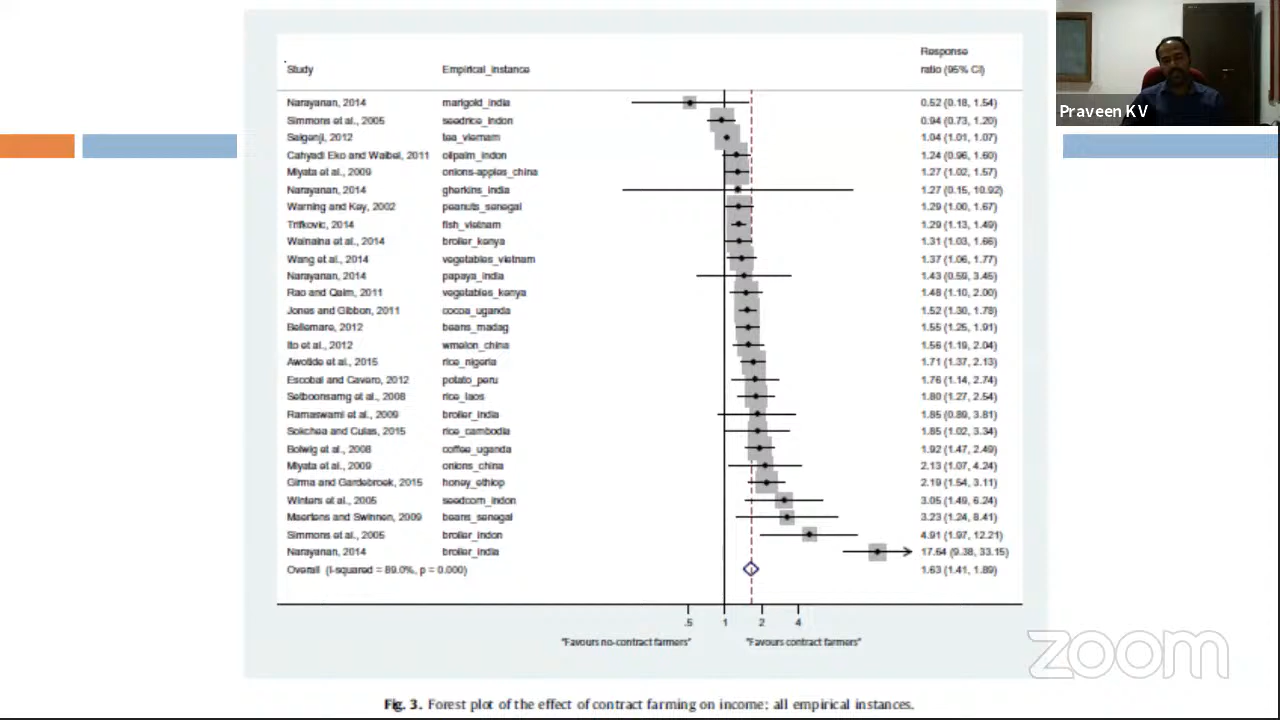 Response
Study Empirical_instance ratio (95% CI)
Narayanan, 2014 marigold_india 0.52 (0.18, 1.54)
Simmons et al., 2005 seedrice_indon 0.94 (0.73, 1.20)
Saigenji, 2012 tea_vietnam 1.04 (1.01, 1.07)
Cahyadi Eko and Waibel, 2011 oilpalm_indon 1.24 (0.96, 1.60)
Miyata et al., 2009 onions-apples_china 1.27 (1.02, 1.57)
Narayanan, 2014 gherkins_india 1.27 (0.15, 10.92)
Warning and Key, 2002 peanuts_senegal 1.29 (1.00, 1.67)
Trifkovic, 2014 fish_vietnam 1.29 (1.13, 1.49)
Wainaina et al., 2014 broiler_kenya 1.31 (1.03, 1.66)
Wang et al., 2014 vegetables_vietnam 1.37 (1.06, 1.77)
Narayanan, 2014 papaya_india 1.43 (0.59, 3.45)
Rao and Qaim, 2011 vegetables_kenya 1.48 (1.10, 2.00)
Jones and Gibbon, 2011 cocoa_uganda 1.52 (1.30, 1.78)
Bellemare, 2012 beans_madag 1.55 (1.25, 1.91)
Ito et al., 2012 wmelon_china 1.56 (1.19, 2.04)
Awotide et al., 2015 rice_nigeria 1.71 (1.37, 2.13)
Escobal and Cavero, 2012 potato_peru 1.76 (1.14, 2.74)
Setboonsarng et al., 2008 rice_laos 1.80 (1.27, 2.54)
Ramaswami et al., 2009 broiler_india 1.85 (0.89, 3.81)
Sokchea and Culas, 2015 rice_cambodia 1.85 (1.02, 3.34)
Bolwig et al., 2008 coffee_uganda 1.92 (1.47, 2.49)
Miyata et al., 2009 onions_china 2.13 (1.07, 4.24)
Girma and Gardebroek, 2015 honey_ethiop 2.19 (1.54, 3.11)
Winters et al., 2005 seedcorn_indon 3.05 (1.49, 6.24)
Maertens and Swinnen, 2009 beans_senegal 3.23 (1.24, 8.41)
Simmons et al., 2005 broiler_indon 4.91 (1.97, 12.21)
Narayanan, 2014 broiler_india 17.64 (9.38, 33.15)
Overall (I-squared = 89.0%, p = 0.000) 1.63 (1.41, 1.89)
.5 1 2 4
"Favours no-contract farmers" "Favours contract farmers"
Fig. 3. Forest plot of the effect of contract farming on income; all empirical instances.
Praveen KV
zoom